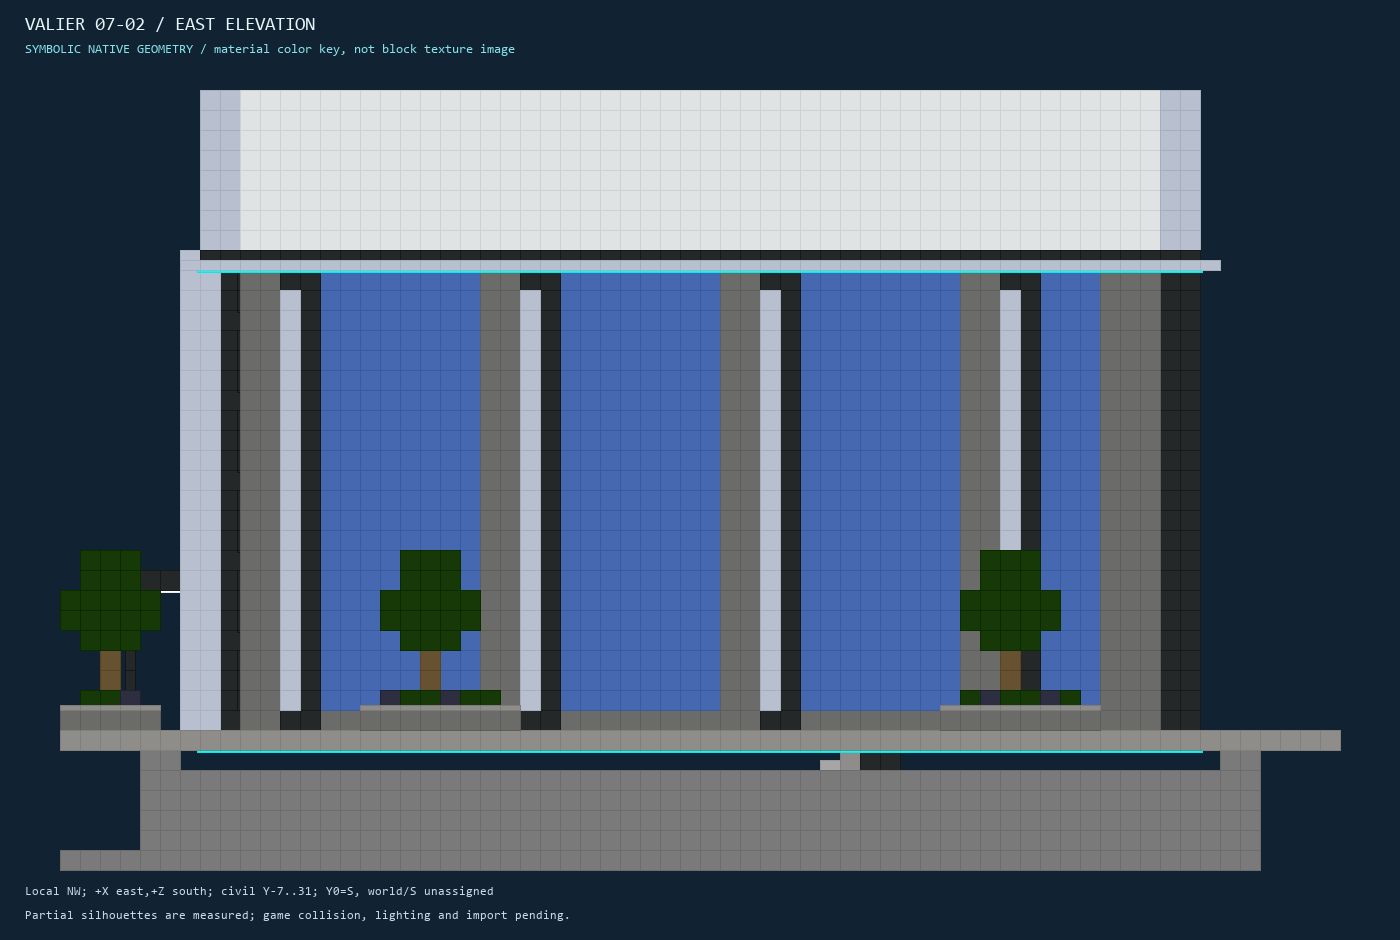 VALIER 07-02 / EAST ELEVATION
SYMBOLIC NATIVE GEOMETRY / material color key, not block texture image
Local NW; +X east,+Z south; civil Y-7..31; Y0=S, world/S unassigned
Partial silhouettes are measured; game collision, lighting and import pending.